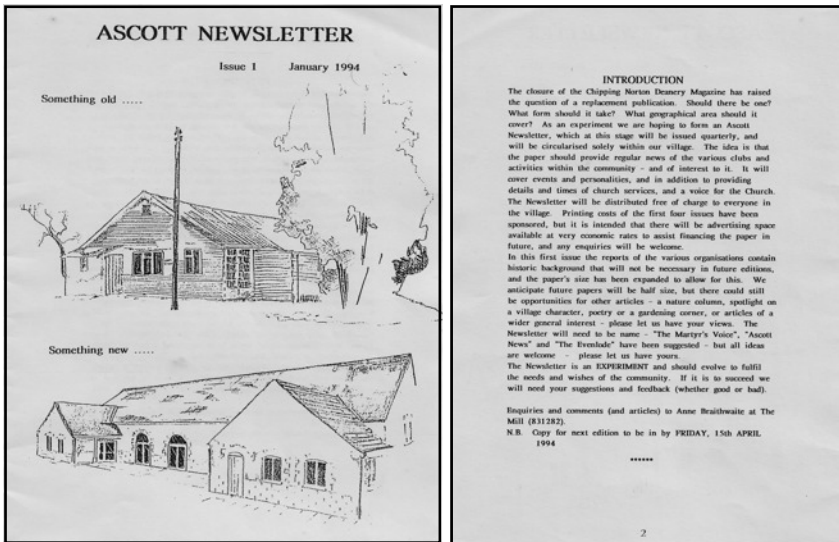 ASCOTT NEWSLETTER
Issue 1 January 1994
Something old .....
Something new .....
INTRODUCTION
The closure of the Chipping Norton Deanery Magazine has raised
the question of a replacement publication. Should there be one?
What form should it take? What geographical area should it
cover? As an experiment we are hoping to form an Ascott
Newsletter, which at this stage will be issued quarterly, and
will be circularised solely within our village. The idea is that
the paper should provide regular news of the various clubs and
activities within the community - and of interest to it. It will
cover events and personalities, and in addition to providing
details and times of church services, and a voice for the Church.
The Newsletter will be distributed free of charge to everyone in
the village. Printing costs of the first four issues have been
sponsored, but it is intended that there will be advertising space
available at very economic rates to assist financing the paper in
future, and any enquiries will be welcome.
In this first issue the reports of the various organisations contain
historic background that will not be necessary in future editions,
and the paper's size has been expanded to allow for this. We
anticipate future papers will be half size, but there could still
be opportunities for other articles - a nature column, spotlight on
a village character, poetry or a gardening corner, or articles of a
wider general interest - please let us have your views. The
Newsletter will need to be name - "The Martyr's Voice", "Ascott
News" and "The Evenlode" have been suggested - but all ideas
are welcome - please let us have yours.
The Newsletter is an EXPERIMENT and should evolve to fulfil
the needs and wishes of the community. If it is to succeed we
will need your suggestions and feedback (whether good or bad).
Enquiries and comments (and articles) to Anne Braithwaite at The
Mill (831282).
N.B. Copy for next edition to be in by FRIDAY, 15th APRIL
1994
******
2